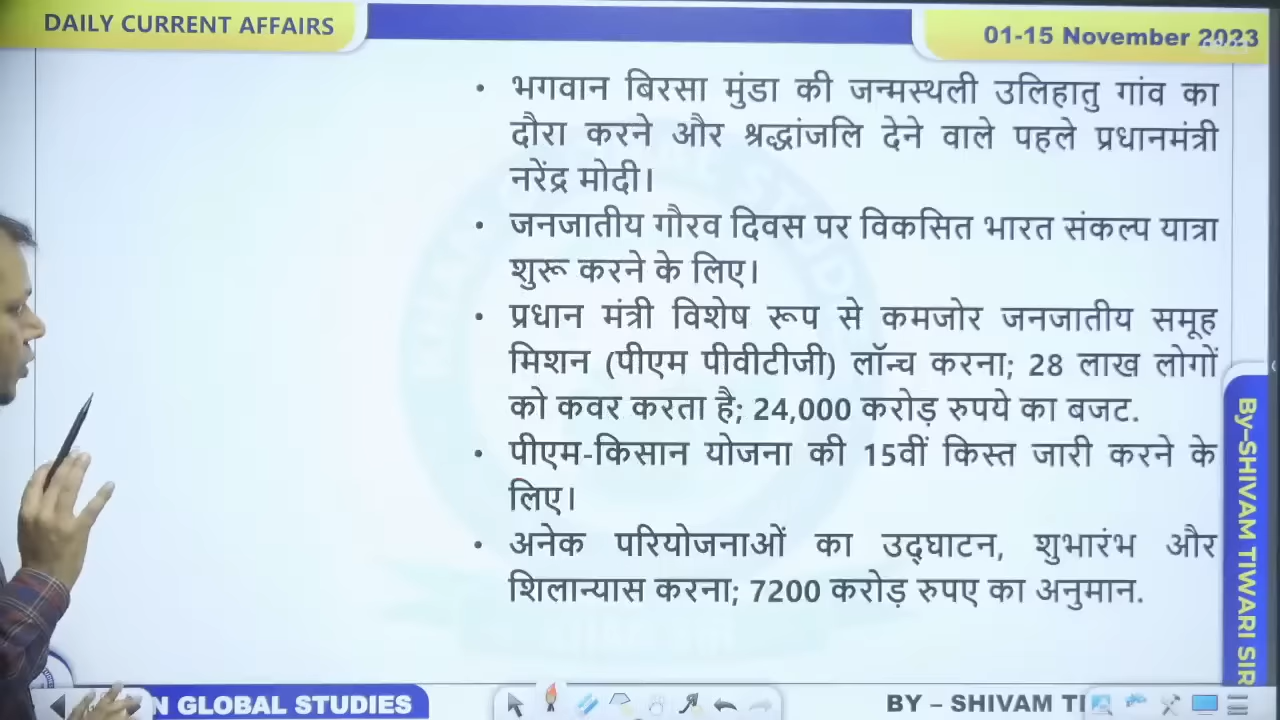 DAILY CURRENT AFFAIRS
01-15 November 2023
• भगवान बिरसा मुंडा की जन्मस्थली उलिहातु गांव का
दौरा करने और श्रद्धांजलि देने वाले पहले प्रधानमंत्री
नरेंद्र मोदी।
• जनजातीय गौरव दिवस पर विकसित भारत संकल्प यात्रा
शुरू करने के लिए।
• प्रधान मंत्री विशेष रूप से कमजोर जनजातीय समूह
मिशन (पीएम पीवीटीजी) लॉन्च करना; 28 लाख लोगों
को कवर करता है; 24,000 करोड़ रुपये का बजट.
• पीएम-किसान योजना की 15वीं किस्त जारी करने के
लिए।
• अनेक परियोजनाओं का उद्घाटन, शुभारंभ और
शिलान्यास करना; 7200 करोड़ रुपए का अनुमान.
By-SHIVAM TIWARI SIR
N GLOBAL STUDIES
BY – SHIVAM TI